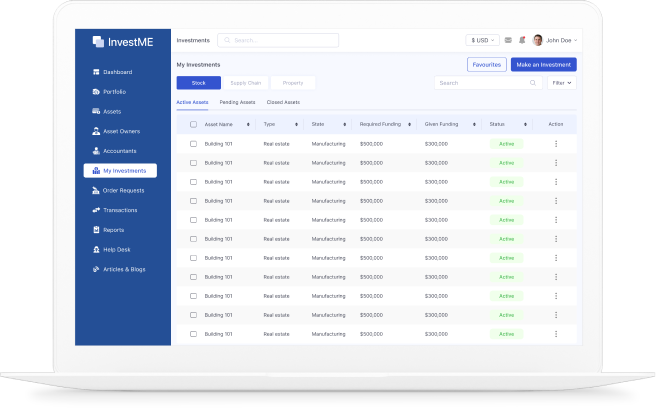 InvestME
Investments
Search...
$ USD
John Doe
Dashboard
Portfolio
Assets
Asset Owners
Accountants
My Investments
Order Requests
Transactions
Reports
Help Desk
Articles & Blogs
My Investments
Favourites
Make an Investment
Stock
Supply Chain
Property
Search
Filter
Active Assets Pending Assets Closed Assets
Asset Name Type State Required Funding Given Funding Status Action
Building 101 Real estate Manufacturing $500,000 $300,000 Active
Building 101 Real estate Manufacturing $500,000 $300,000 Active
Building 101 Real estate Manufacturing $500,000 $300,000 Active
Building 101 Real estate Manufacturing $500,000 $300,000 Active
Building 101 Real estate Manufacturing $500,000 $300,000 Active
Building 101 Real estate Manufacturing $500,000 $300,000 Active
Building 101 Real estate Manufacturing $500,000 $300,000 Active
Building 101 Real estate Manufacturing $500,000 $300,000 Active
Building 101 Real estate Manufacturing $500,000 $300,000 Active
Building 101 Real estate Manufacturing $500,000 $300,000 Active
Building 101 Real estate Manufacturing $500,000 $300,000 Active